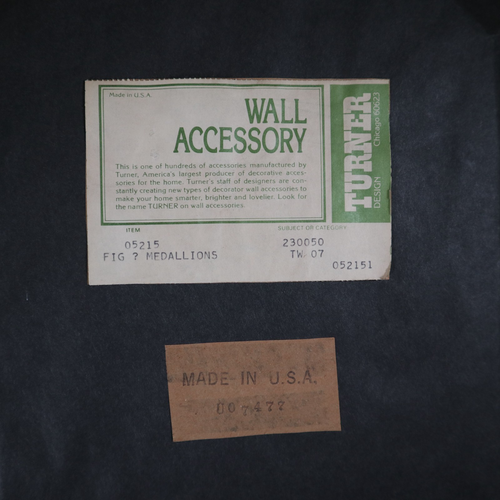 Made in U.S.A.
WALL
ACCESSORY
This is one of hundreds of accessories manufactured by
Turner, America's largest producer of decorative acces-
sories for the home. Turner's staff of designers are con-
stantly creating new types of decorator wall accessories to
make your home smarter, brighter and lovelier. Look for
the name TURNER on wall accessories.
TURNER
DESIGN Chicago 60623
ITEM SUBJECT OR CATEGORY
05215 230050
FIG ? MEDALLIONS TW 07
052151
MADE IN U.S.A.